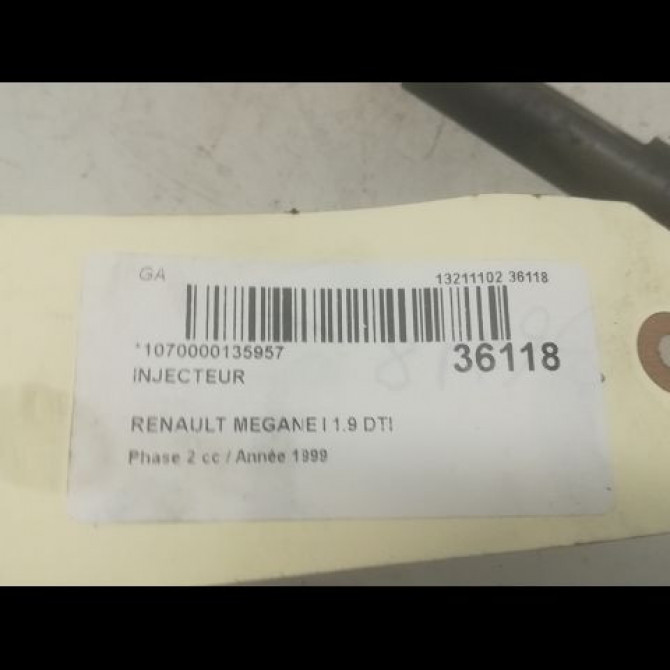 GA
13211102 36118
*1070000135957
36118
INJECTEUR
RENAULT MEGANE I 1.9 DTI
Phase 2 cc / Année 1999